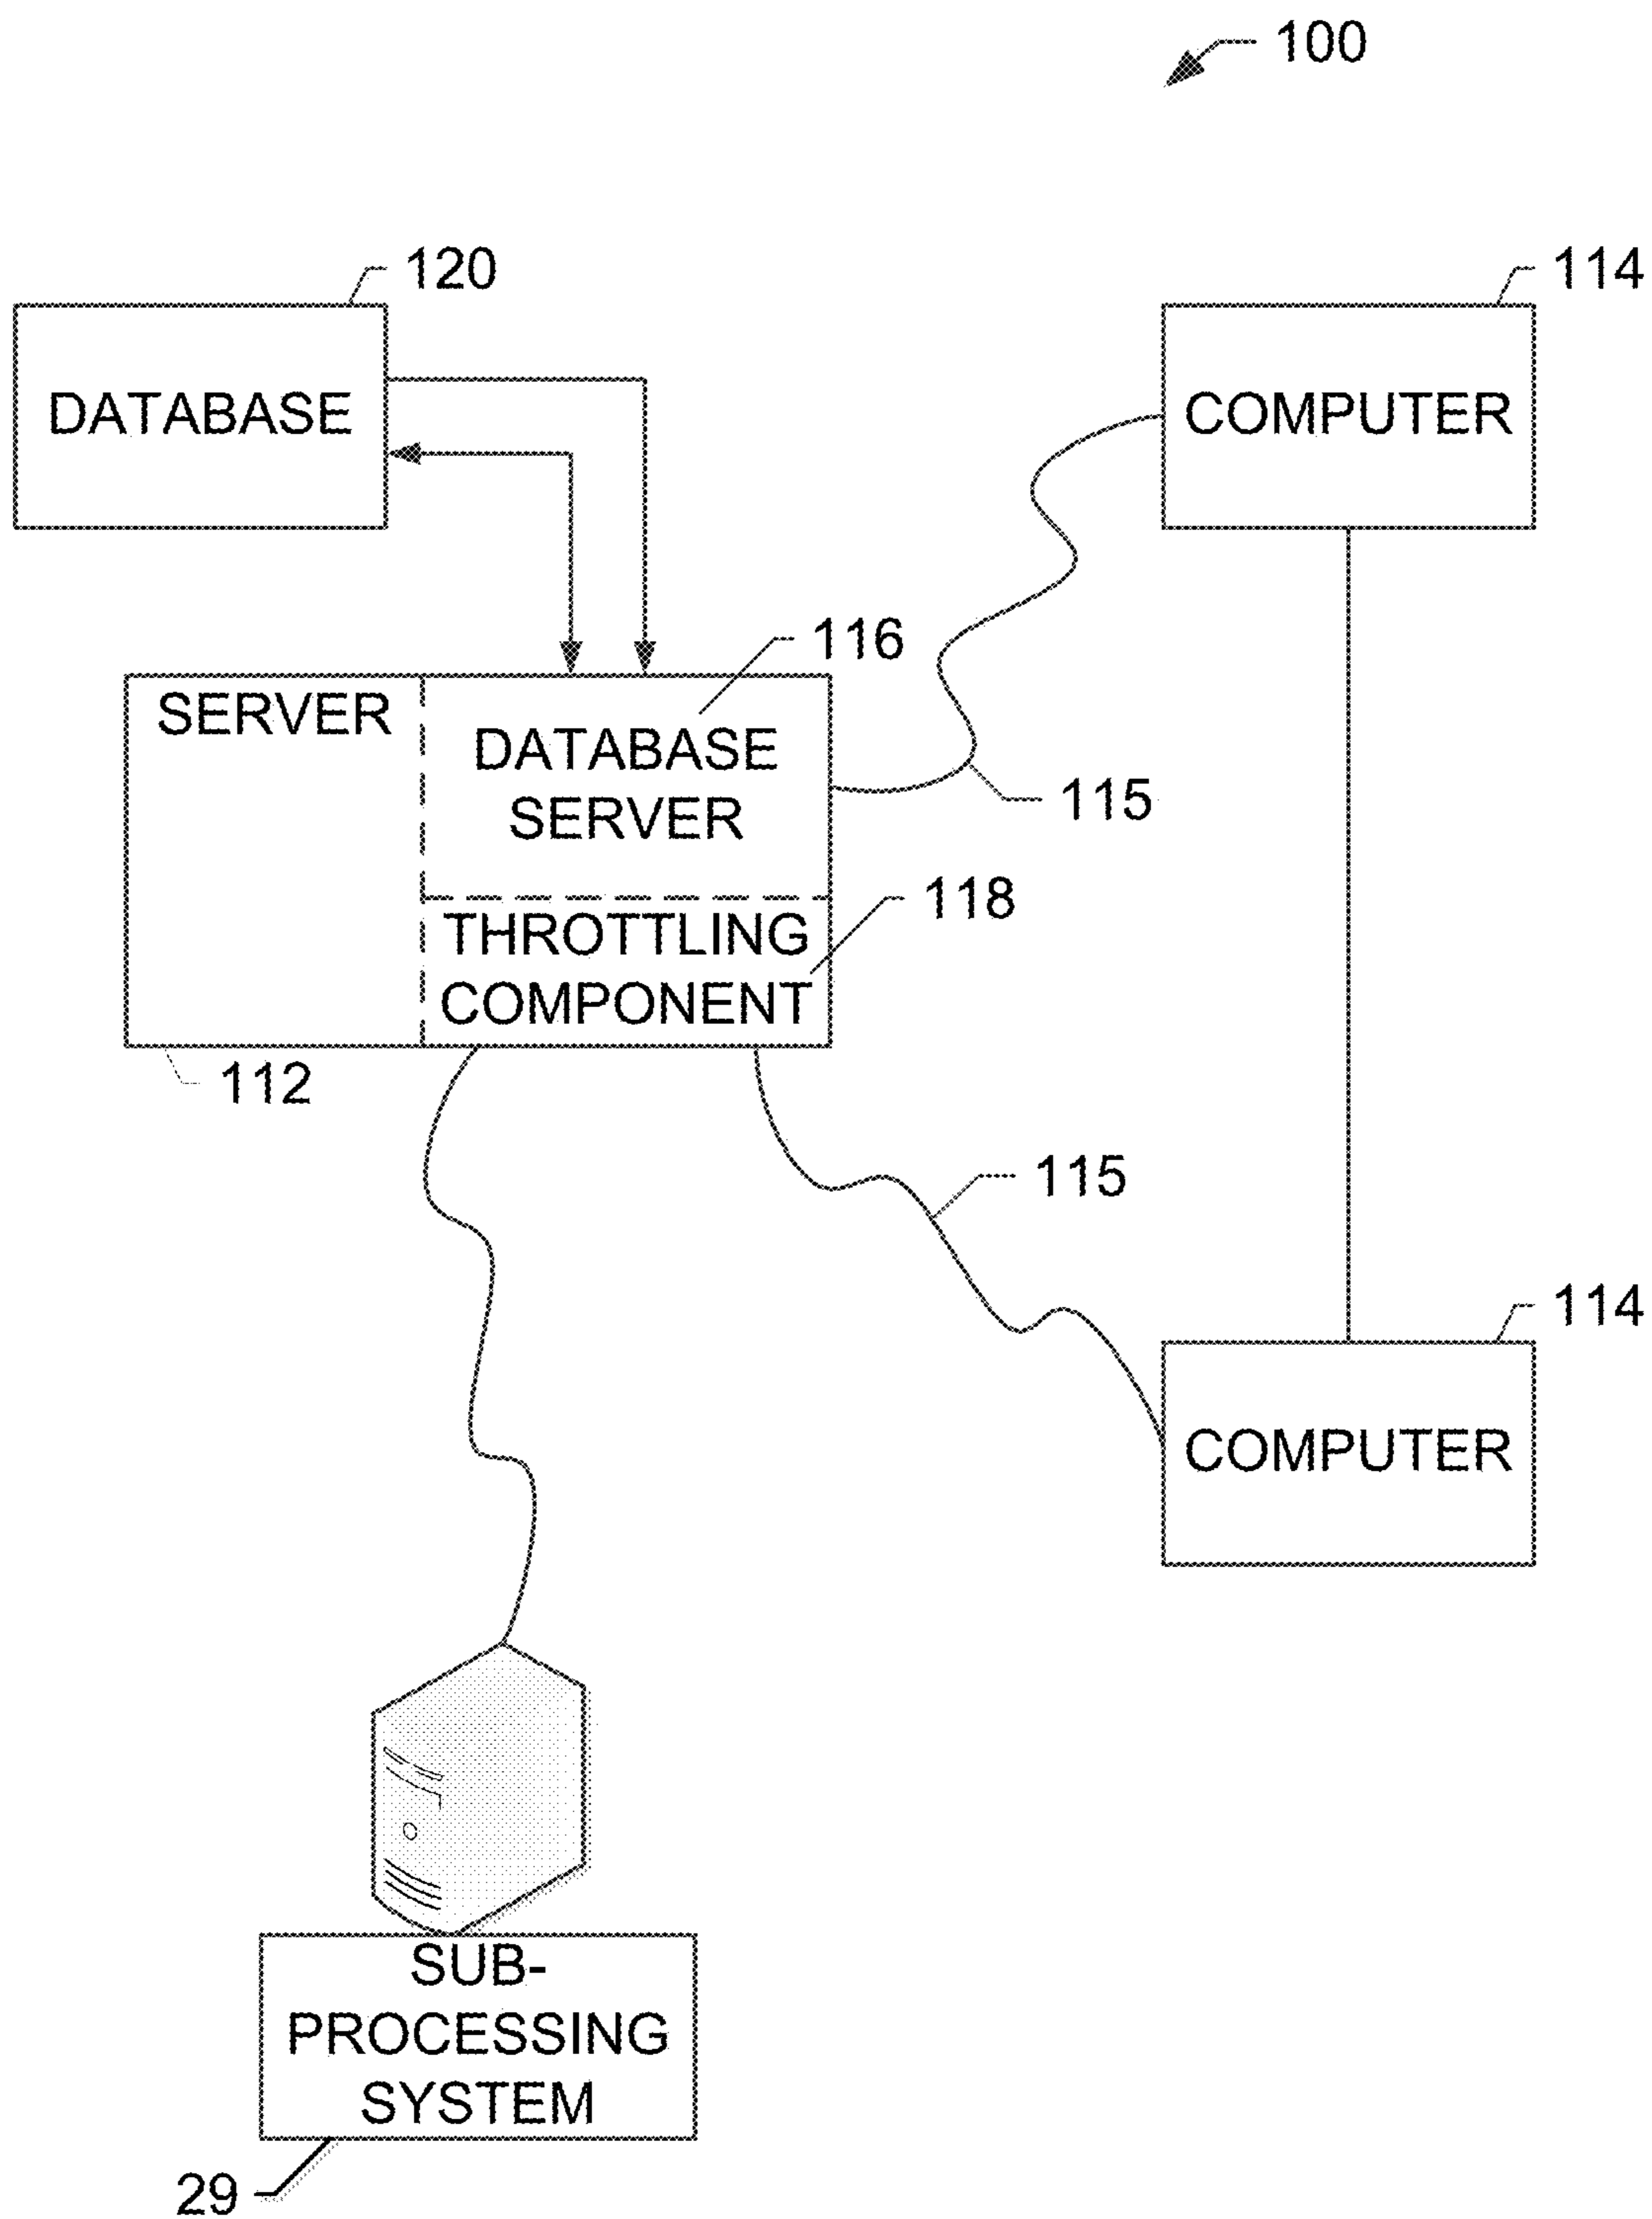 100
120
114
DATABASE
COMPUTER
116
SERVER
DATABASE
SERVER
115
118
THROTTLING
COMPONENT
112
115
114
COMPUTER
SUB-
PROCESSING
SYSTEM
29